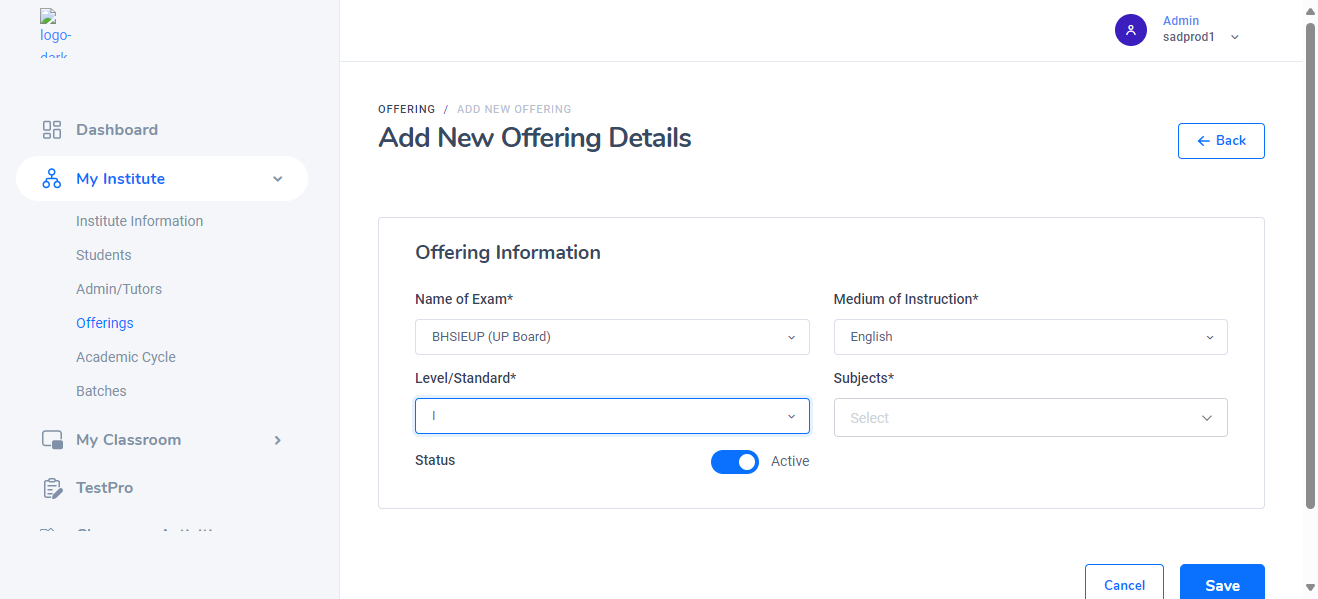 logo-
dark
Admin
sadprod1
Dashboard
My Institute
Institute Information
Students
Admin/Tutors
Offerings
Academic Cycle
Batches
My Classroom
TestPro
OFFERING / ADD NEW OFFERING
Add New Offering Details
Back
Offering Information
Name of Exam*
Medium of Instruction*
BHSIEUP (UP Board)
English
Level/Standard*
Subjects*
I
Select
Status
Active
Cancel
Save